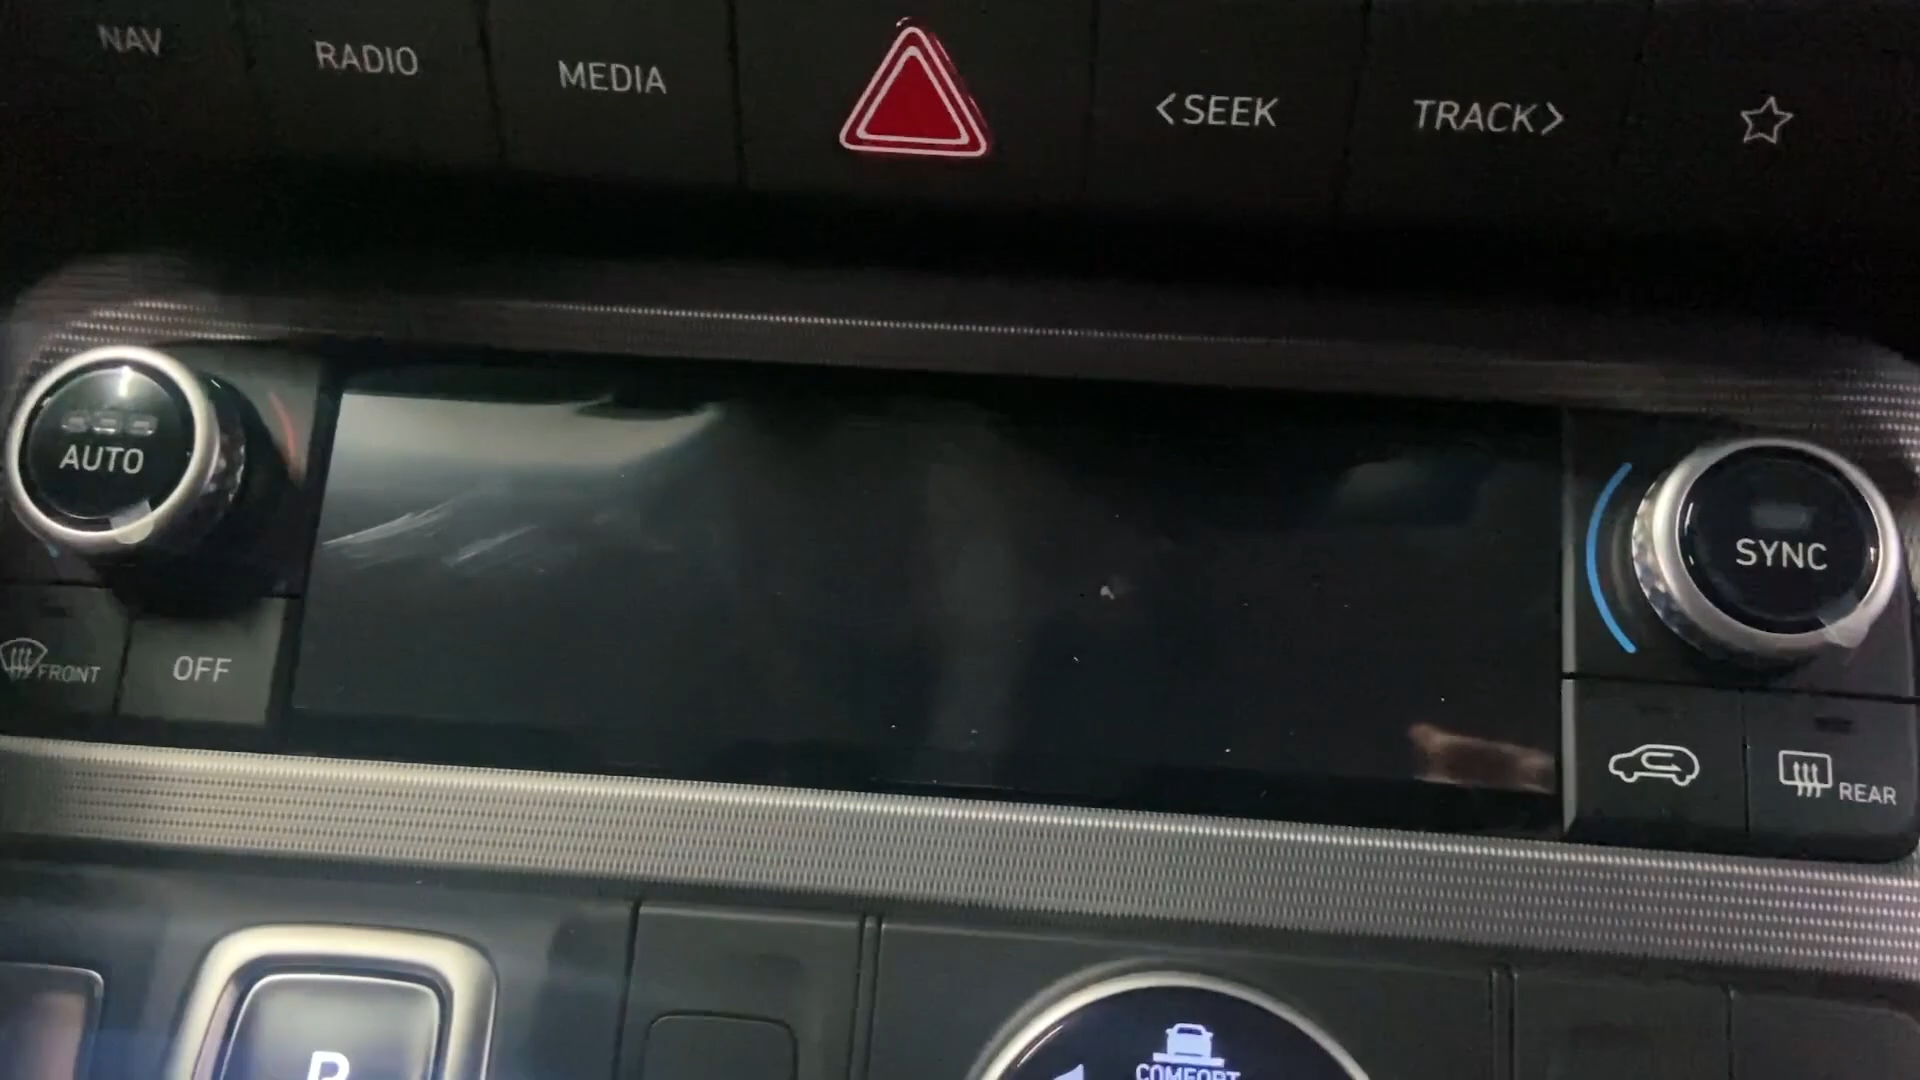 NAV
RADIO
MEDIA
<SEEK
TRACK>
AUTO
SYNC
FRONT
OFF
REAR
P
COMFORT